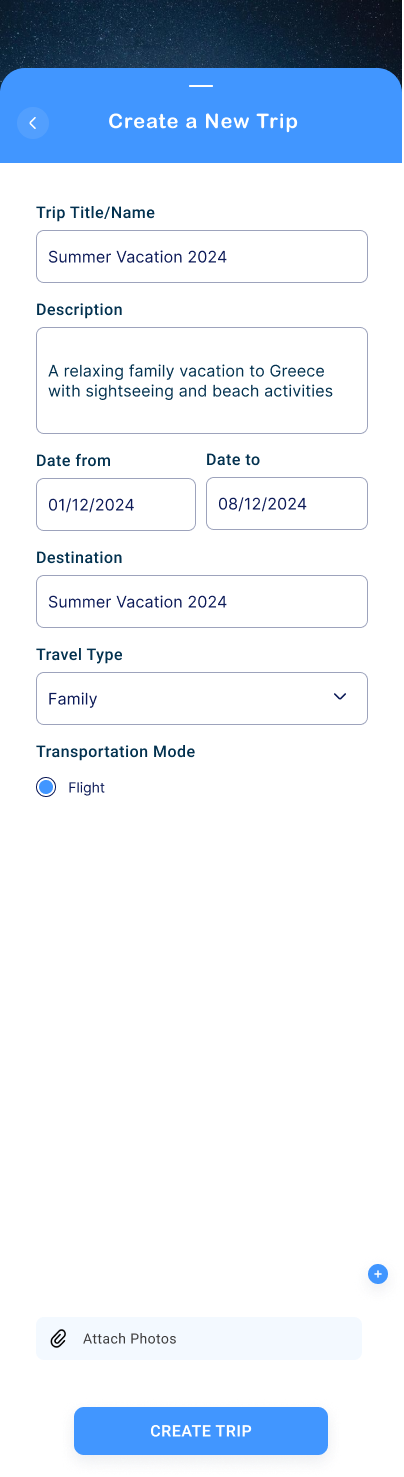 Create a New Trip
Trip Title/Name
Summer Vacation 2024
Description
A relaxing family vacation to Greece
with sightseeing and beach activities
Date from
Date to
01/12/2024
08/12/2024
Destination
Summer Vacation 2024
Travel Type
Family
Transportation Mode
Flight
Attach Photos
CREATE TRIP